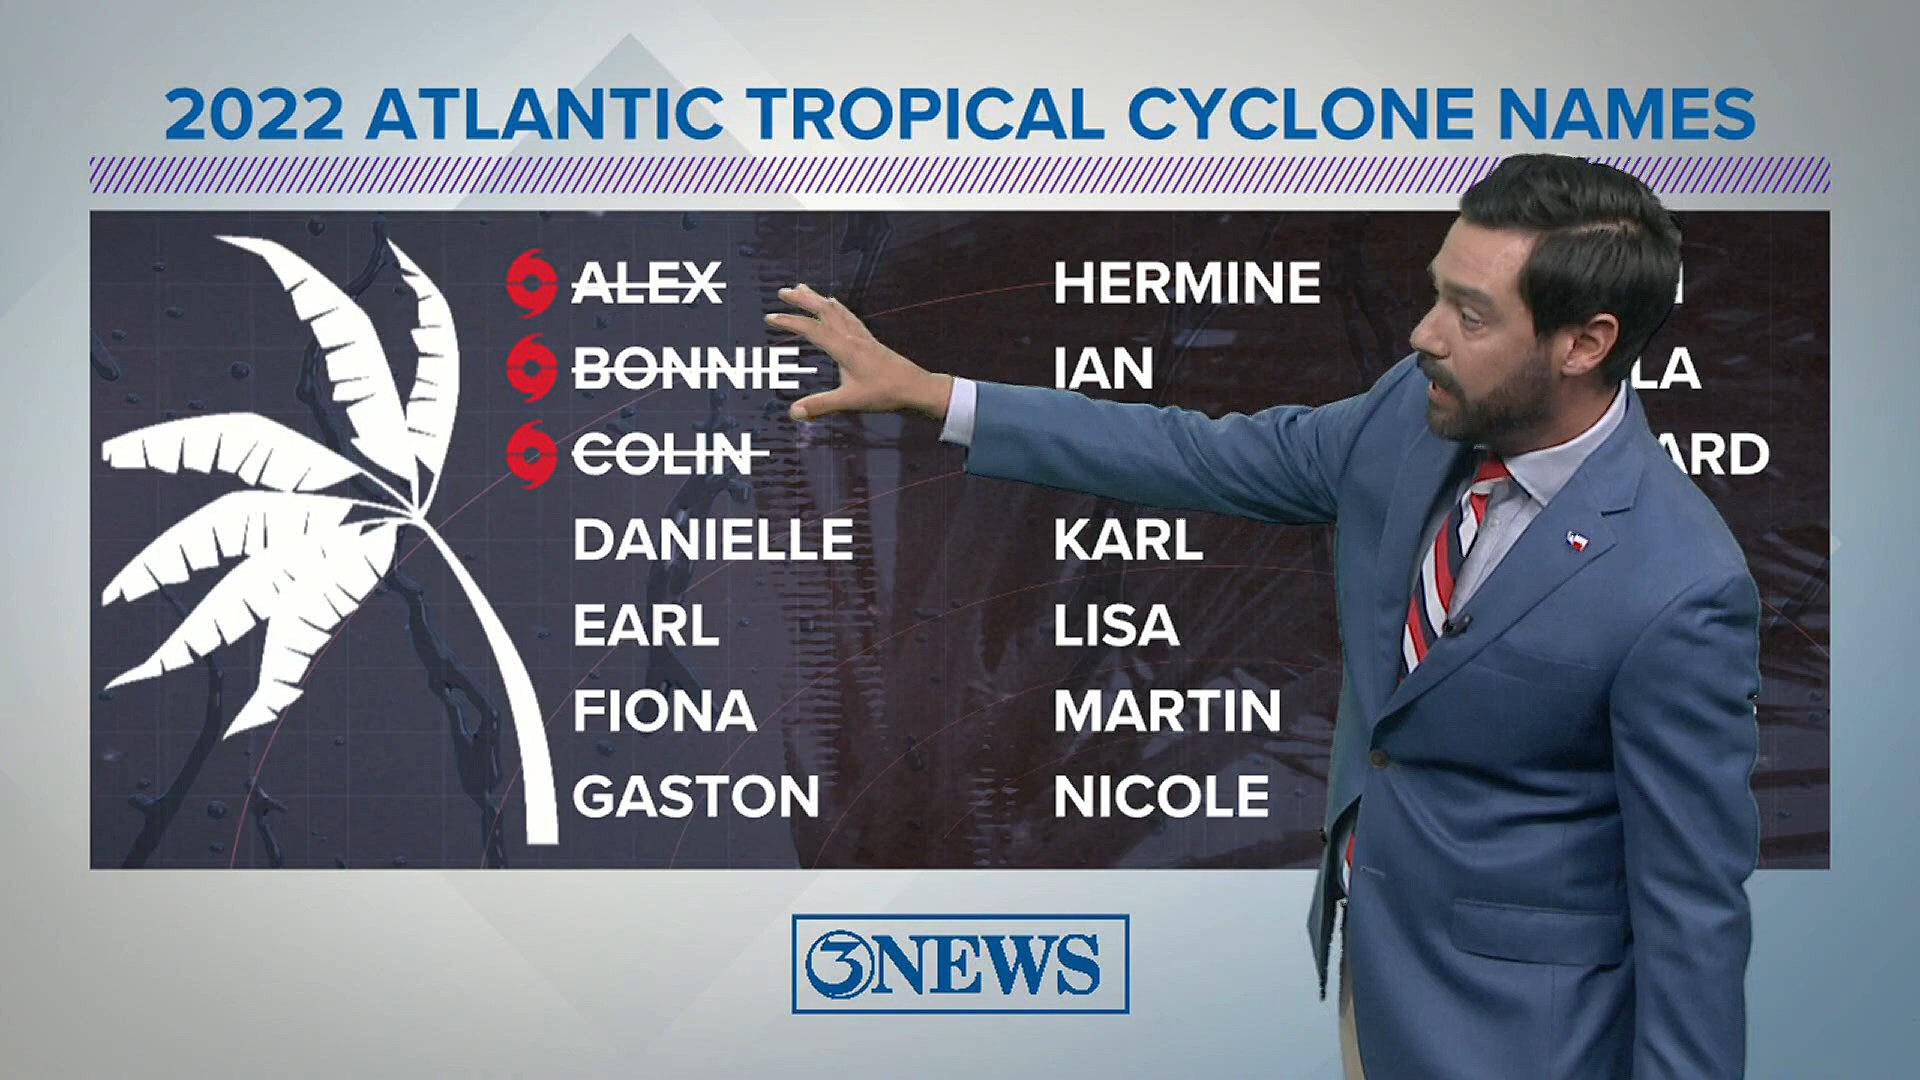 2022 ATLANTIC TROPICAL CYCLONE NAMES
ALEX
BONNIE
COLIN
DANIELLE
EARL
FIONA
GASTON
HERMINE
IAN
KARL
LISA
MARTIN
NICOLE
3NEWS